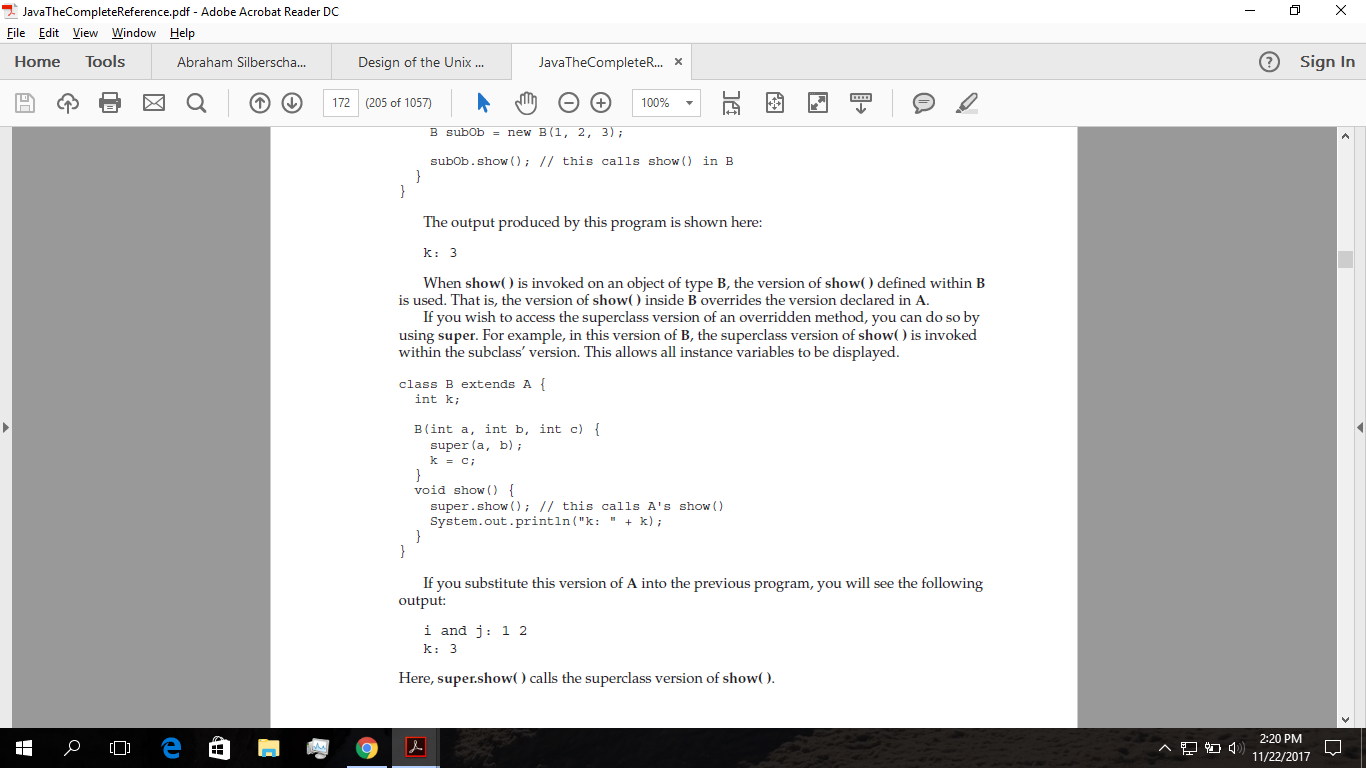 JavaTheCompleteReference.pdf - Adobe Acrobat Reader DC
File Edit View Window Help
Home Tools Abraham Silberscha... Design of the Unix ... JavaTheCompleteR... × ? Sign In
172 (205 of 1057) 100%
B subOb = new B(1, 2, 3);
subOb.show(); // this calls show() in B
}
}
The output produced by this program is shown here:
k: 3
When show( ) is invoked on an object of type B, the version of show( ) defined within B
is used. That is, the version of show( ) inside B overrides the version declared in A.
If you wish to access the superclass version of an overridden method, you can do so by
using super. For example, in this version of B, the superclass version of show( ) is invoked
within the subclass’ version. This allows all instance variables to be displayed.
class B extends A {
int k;
B(int a, int b, int c) {
super(a, b);
k = c;
}
void show() {
super.show(); // this calls A's show()
System.out.println("k: " + k);
}
}
If you substitute this version of A into the previous program, you will see the following
output:
i and j: 1 2
k: 3
Here, super.show( ) calls the superclass version of show( ).
2:20 PM
11/22/2017